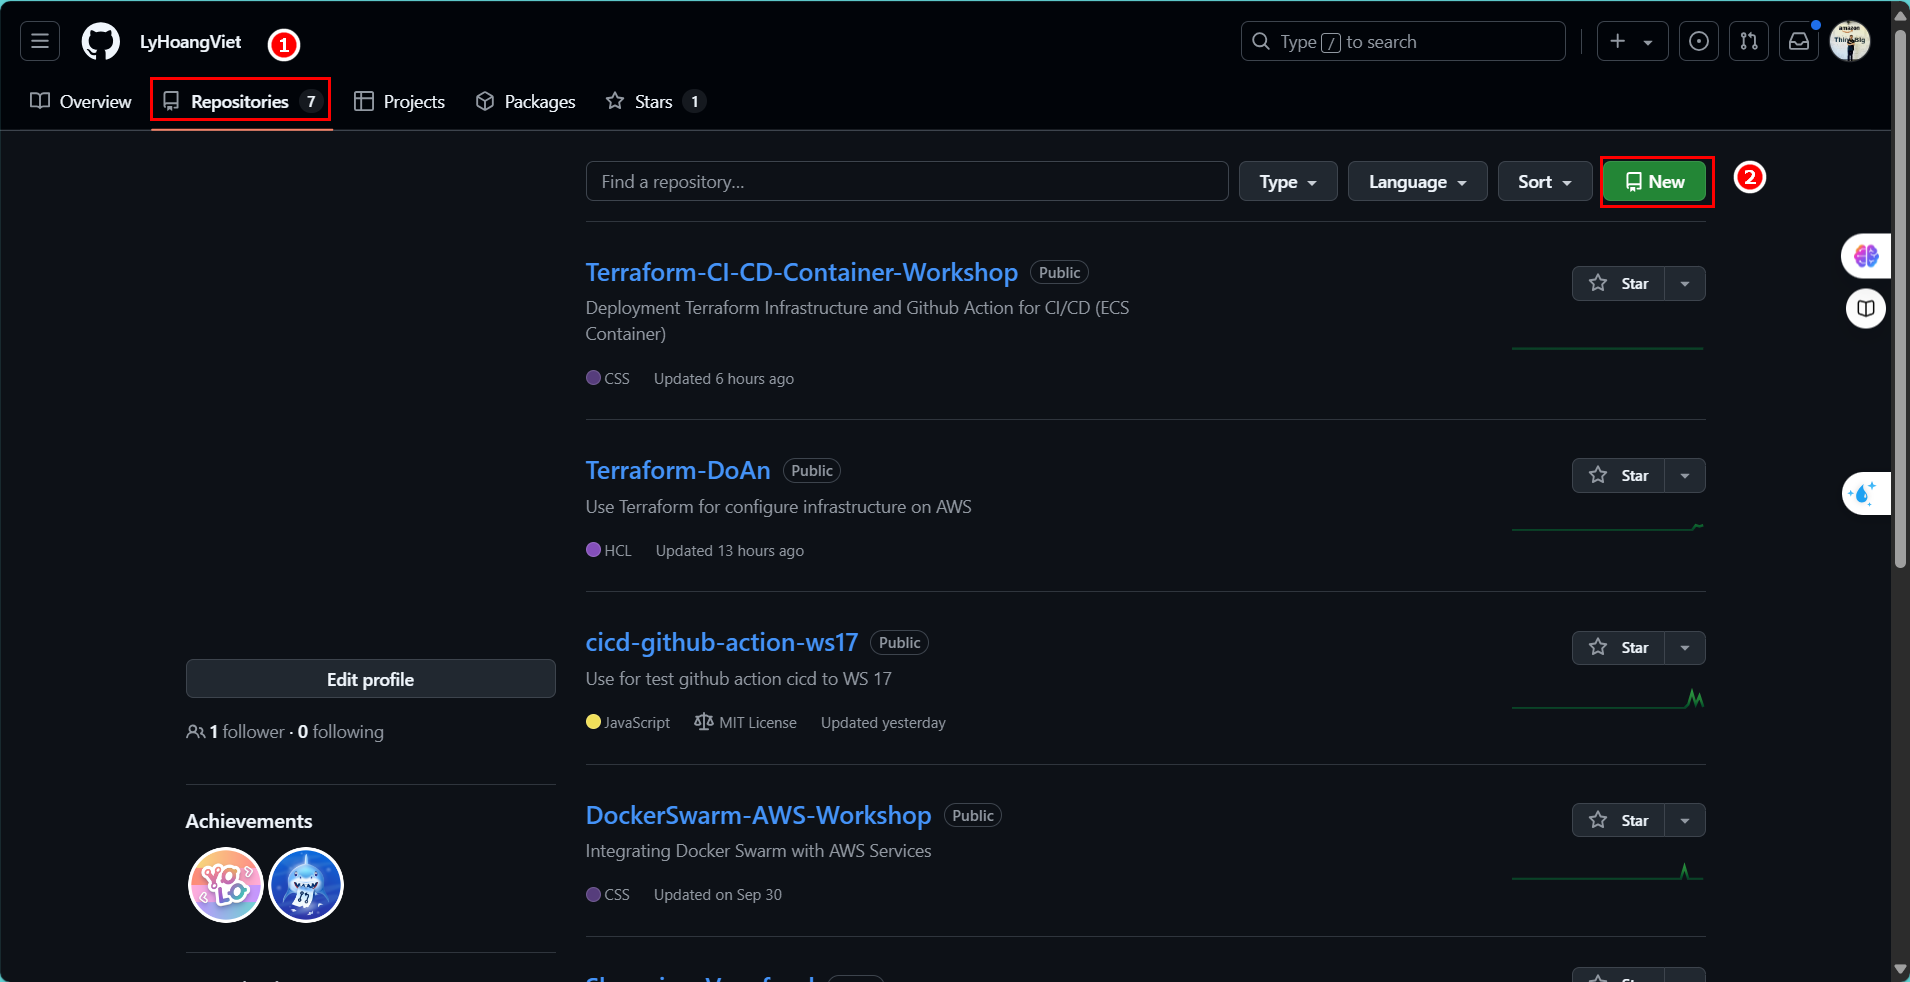 LyHoangViet
1
Type / to search
Overview
Repositories 7
Projects
Packages
Stars 1
Find a repository...
Type
Language
Sort
New
2
Terraform-CI-CD-Container-Workshop Public
Star
Deployment Terraform Infrastructure and Github Action for CI/CD (ECS
Container)
CSS Updated 6 hours ago
Terraform-DoAn Public
Star
Use Terraform for configure infrastructure on AWS
HCL Updated 13 hours ago
cicd-github-action-ws17 Public
Star
Use for test github action cicd to WS 17
JavaScript MIT License Updated yesterday
Edit profile
1 follower · 0 following
Achievements
YOLO
DockerSwarm-AWS-Workshop Public
Star
Integrating Docker Swarm with AWS Services
CSS Updated on Sep 30